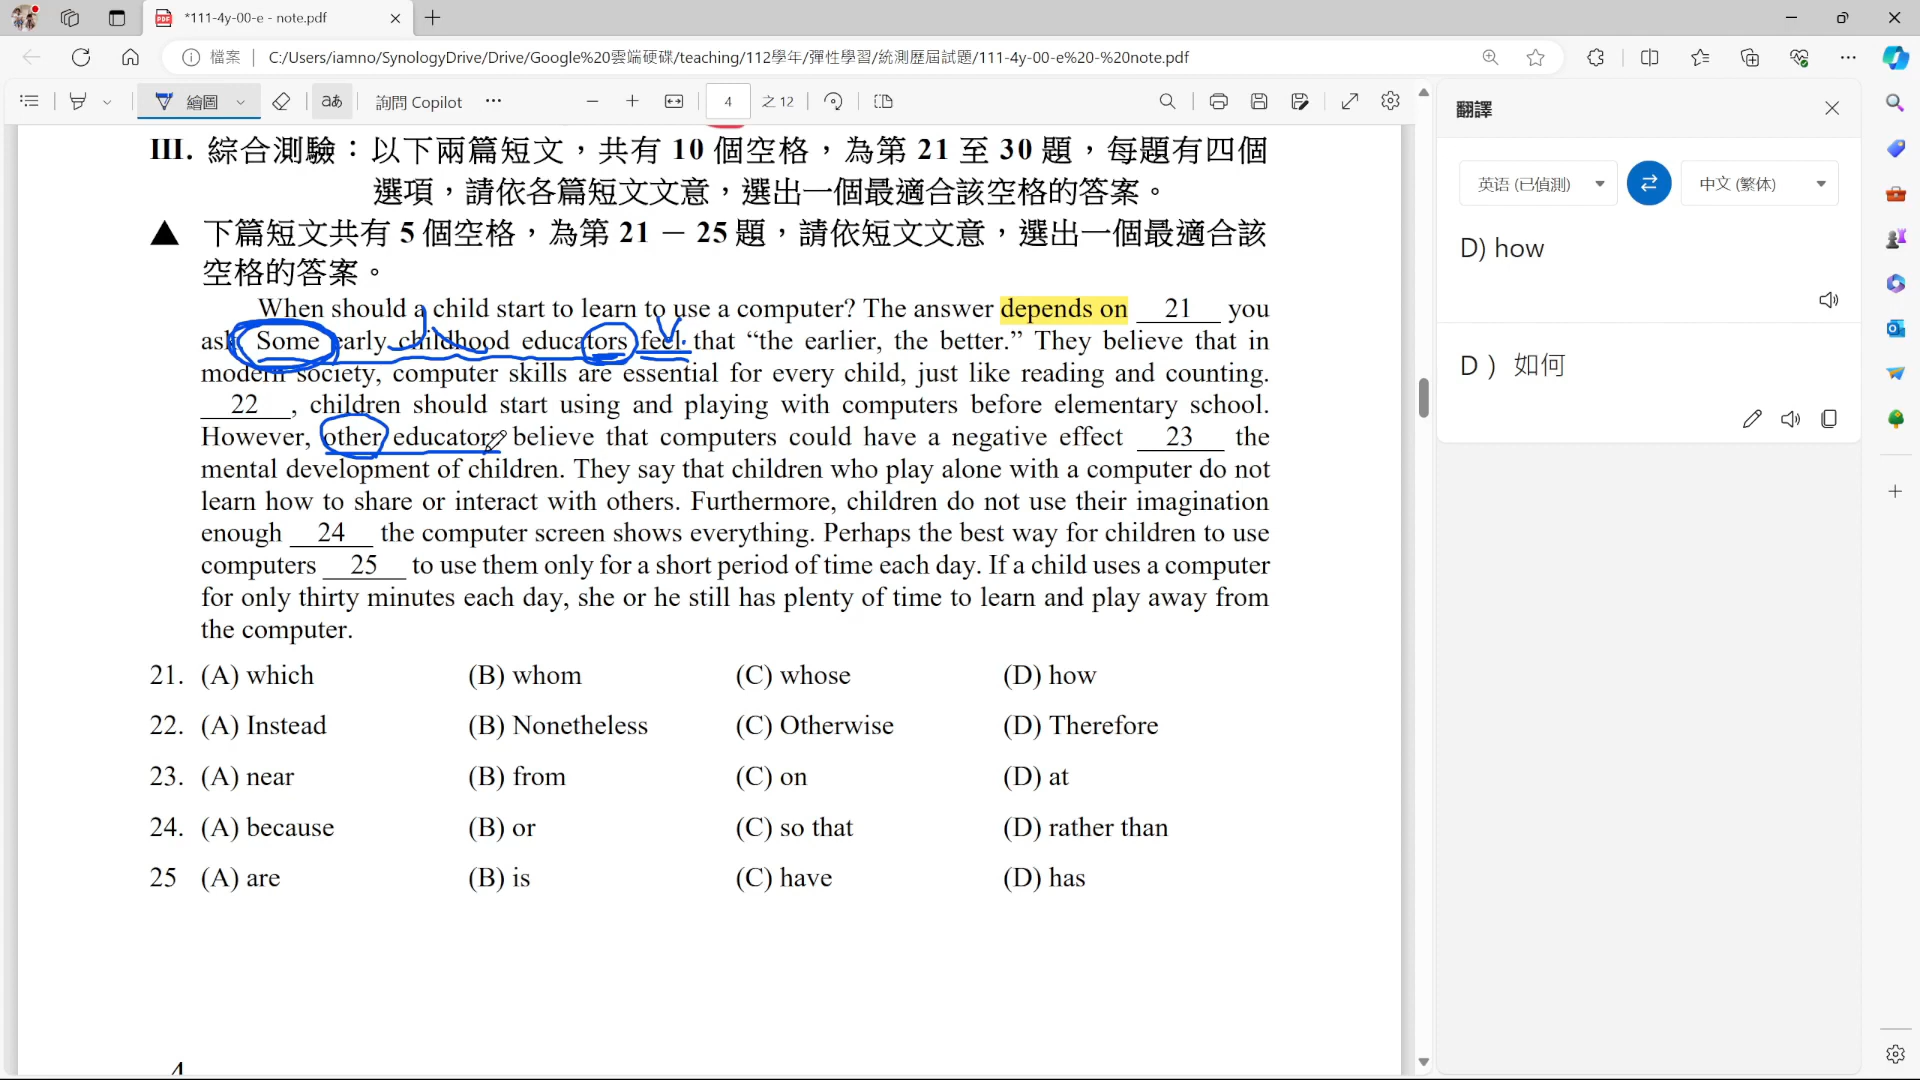 *111-4y-00-e - note.pdf
檔案
C:/Users/iamno/SynologyDrive/Drive/Google%20雲端硬碟/teaching/112學年/彈性學習/統測歷屆試題/111-4y-00-e%20-%20note.pdf
繪圖
aあ
詢問 Copilot
4
之 12
III. 綜合測驗：以下兩篇短文，共有 10 個空格，為第 21 至 30 題，每題有四個
選項，請依各篇短文文意，選出一個最適合該空格的答案。
▲ 下篇短文共有 5 個空格，為第 21 － 25 題，請依短文文意，選出一個最適合該
空格的答案。
When should a child start to learn to use a computer? The answer depends on 21 you
ask. Some early childhood educators feel that “the earlier, the better.” They believe that in
modern society, computer skills are essential for every child, just like reading and counting.
22 , children should start using and playing with computers before elementary school.
However, other educators believe that computers could have a negative effect 23 the
mental development of children. They say that children who play alone with a computer do not
learn how to share or interact with others. Furthermore, children do not use their imagination
enough 24 the computer screen shows everything. Perhaps the best way for children to use
computers 25 to use them only for a short period of time each day. If a child uses a computer
for only thirty minutes each day, she or he still has plenty of time to learn and play away from
the computer.
21. (A) which (B) whom (C) whose (D) how
22. (A) Instead (B) Nonetheless (C) Otherwise (D) Therefore
23. (A) near (B) from (C) on (D) at
24. (A) because (B) or (C) so that (D) rather than
25 (A) are (B) is (C) have (D) has
4
翻譯
英语 (已偵測)
中文 (繁体)
D) how
D ）如何